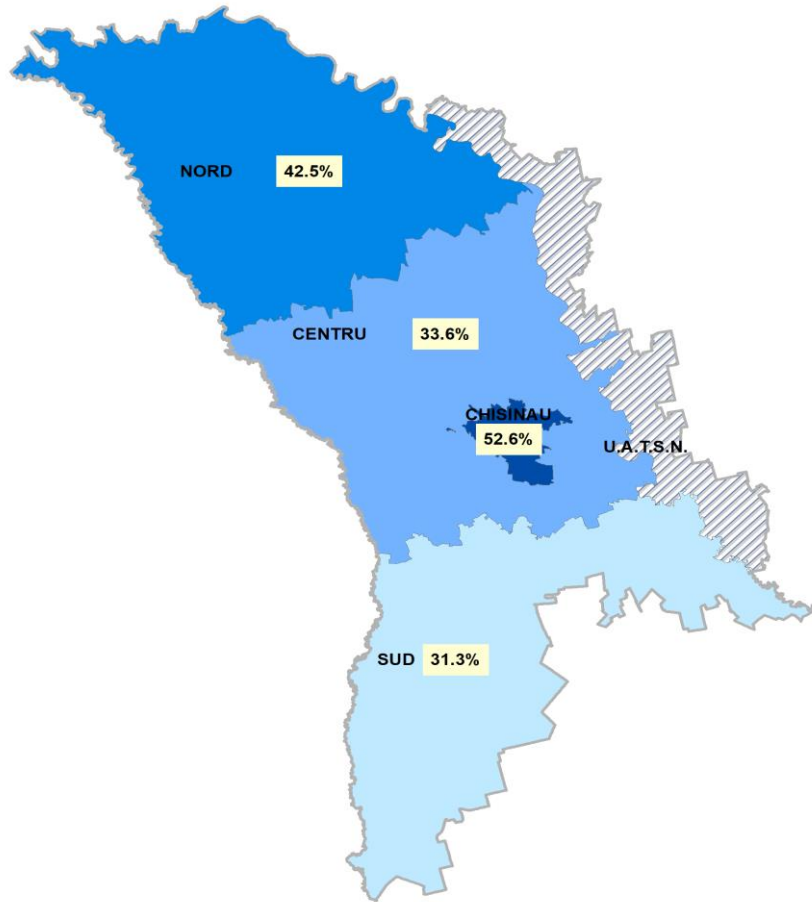 NORD 42.5%
CENTRU 33.6%
CHISINAU
52.6%
U.A.T.S.N.
SUD 31.3%